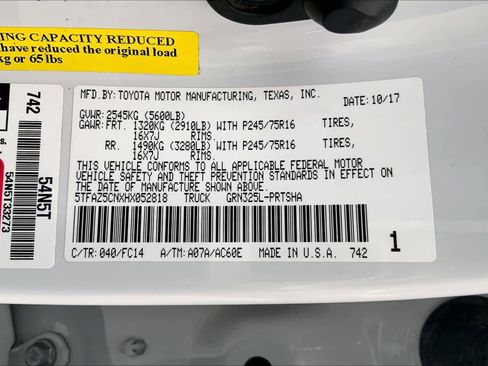 ING CAPACITY REDUCED
have reduced the original load
kg or 65 lbs
MFD.BY: TOYOTA MOTOR MANUFACTURING, TEXAS, INC. DATE: 10/17
GVWR: 2545KG (5600LB)
GAWR: FRT. 1320KG (2910LB) WITH P245/75R16 TIRES,
16X7J RIMS.
RR. 1490KG (3280LB) WITH P245/75R16 TIRES,
16X7J RIMS.
THIS VEHICLE CONFORMS TO ALL APPLICABLE FEDERAL MOTOR
VEHICLE SAFETY AND THEFT PREVENTION STANDARDS IN EFFECT
ON THE DATE OF MANUFACTURE SHOWN ABOVE.
5TFAZ5CNXHX052818 TRUCK GRN325L-PRTSHA
C/TR: 040/FC14 A/TM: A07A/AC60E MADE IN U.S.A. 742
1
742
54N5T
54N5T33273